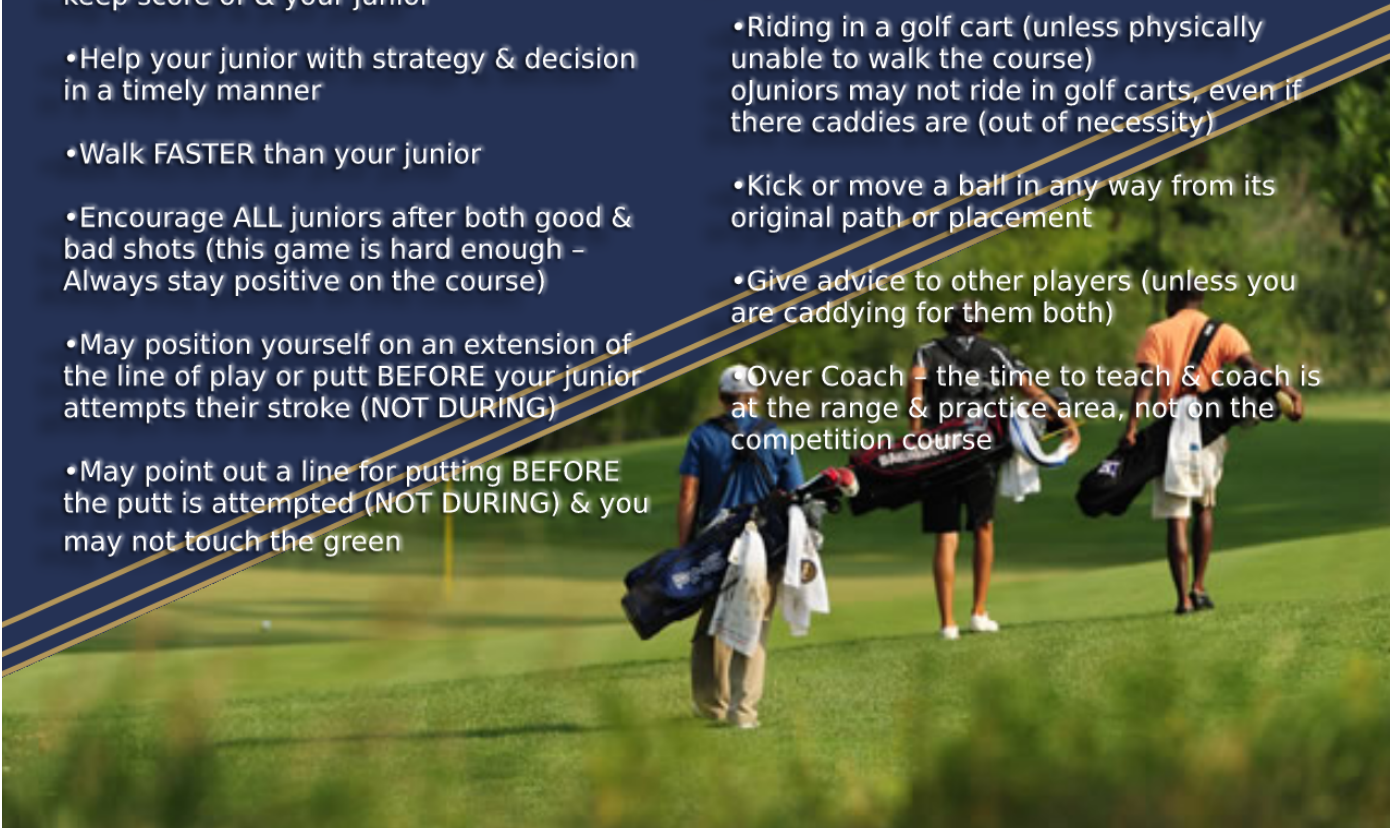 keep score of & your junior
•Help your junior with strategy & decision
in a timely manner
•Walk FASTER than your junior
•Encourage ALL juniors after both good &
bad shots (this game is hard enough –
Always stay positive on the course)
•May position yourself on an extension of
the line of play or putt BEFORE your junior
attempts their stroke (NOT DURING)
•May point out a line for putting BEFORE
the putt is attempted (NOT DURING) & you
may not touch the green
•Riding in a golf cart (unless physically
unable to walk the course)
oJuniors may not ride in golf carts, even if
there caddies are (out of necessity)
•Kick or move a ball in any way from its
original path or placement
•Give advice to other players (unless you
are caddying for them both)
•Over Coach – the time to teach & coach is
at the range & practice area, not on the
competition course